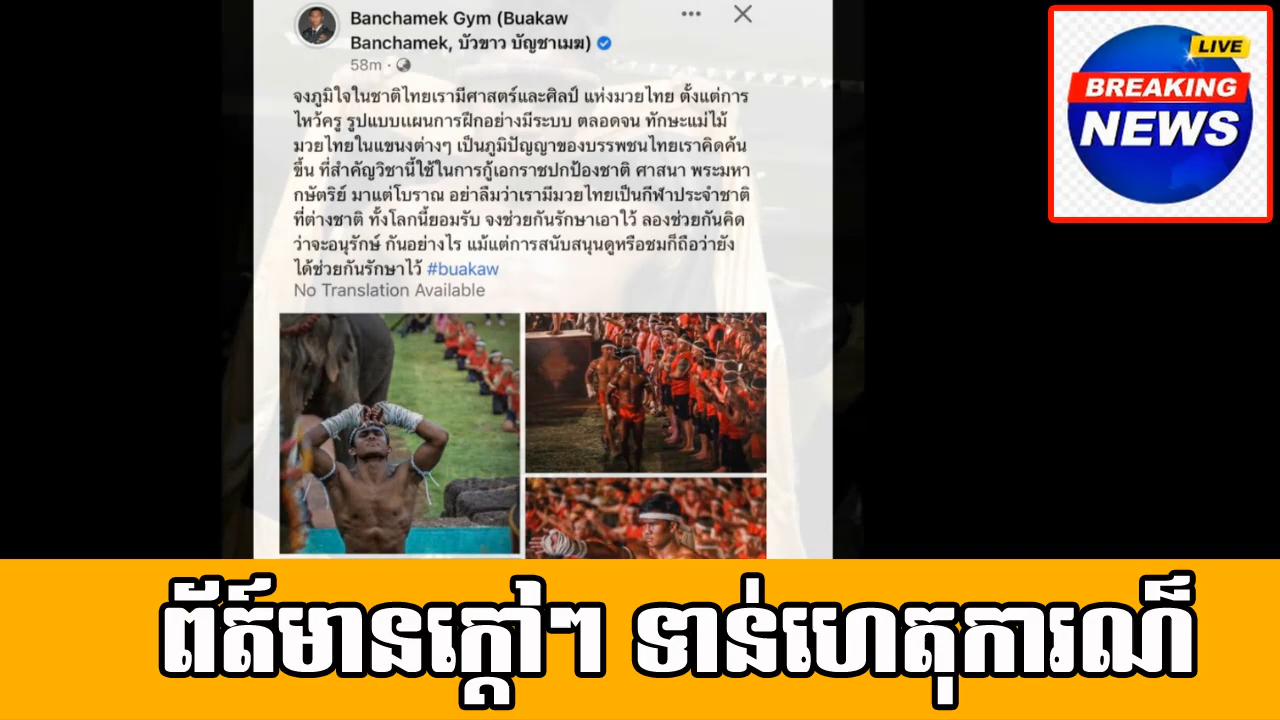 Banchamek Gym (Buakaw
Banchamek, บัวขาว บัญชาเมฆ)
58m ·
จงภูมิใจในชาติไทยเรามีศาสตร์และศิลป์ แห่งมวยไทย ตั้งแต่การ
ไหว้ครู รูปแบบแผนการฝึกอย่างมีระบบ ตลอดจน ทักษะแม่ไม้
มวยไทยในแขนงต่างๆ เป็นภูมิปัญญาของบรรพชนไทยเราคิดค้น
ขึ้น ที่สำคัญวิชานี้ใช้ในการกู้เอกราชปกป้องชาติ ศาสนา พระมหา
กษัตริย์ มาแต่โบราณ อย่าลืมว่าเรามีมวยไทยเป็นกีฬาประจำชาติ
ที่ต่างชาติ ทั้งโลกนี้ยอมรับ จงช่วยกันรักษาเอาใว้ ลองช่วยกันคิด
ว่าจะอนุรักษ์ กันอย่างไร แม้แต่การสนับสนุนดูหรือชมก็ถือว่ายัง
ได้ช่วยกันรักษาไว้ #buakaw
No Translation Available
LIVE
BREAKING
NEWS
ព័ត៍មានក្តៅៗ ទាន់ហេតុការណ៏